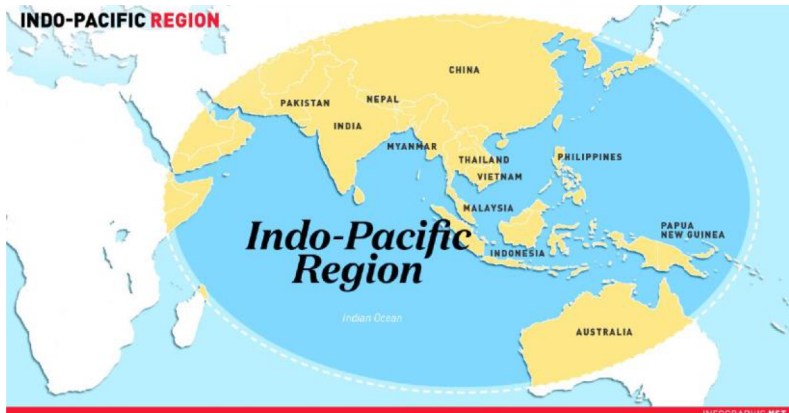 INDO-PACIFIC REGION
CHINA
PAKISTAN
NEPAL
INDIA
MYANMAR
THAILAND
PHILIPPINES
VIETNAM
MALAYSIA
Indo-Pacific
Region
PAPUA
NEW GUINEA
INDONESIA
Indian Ocean
AUSTRALIA